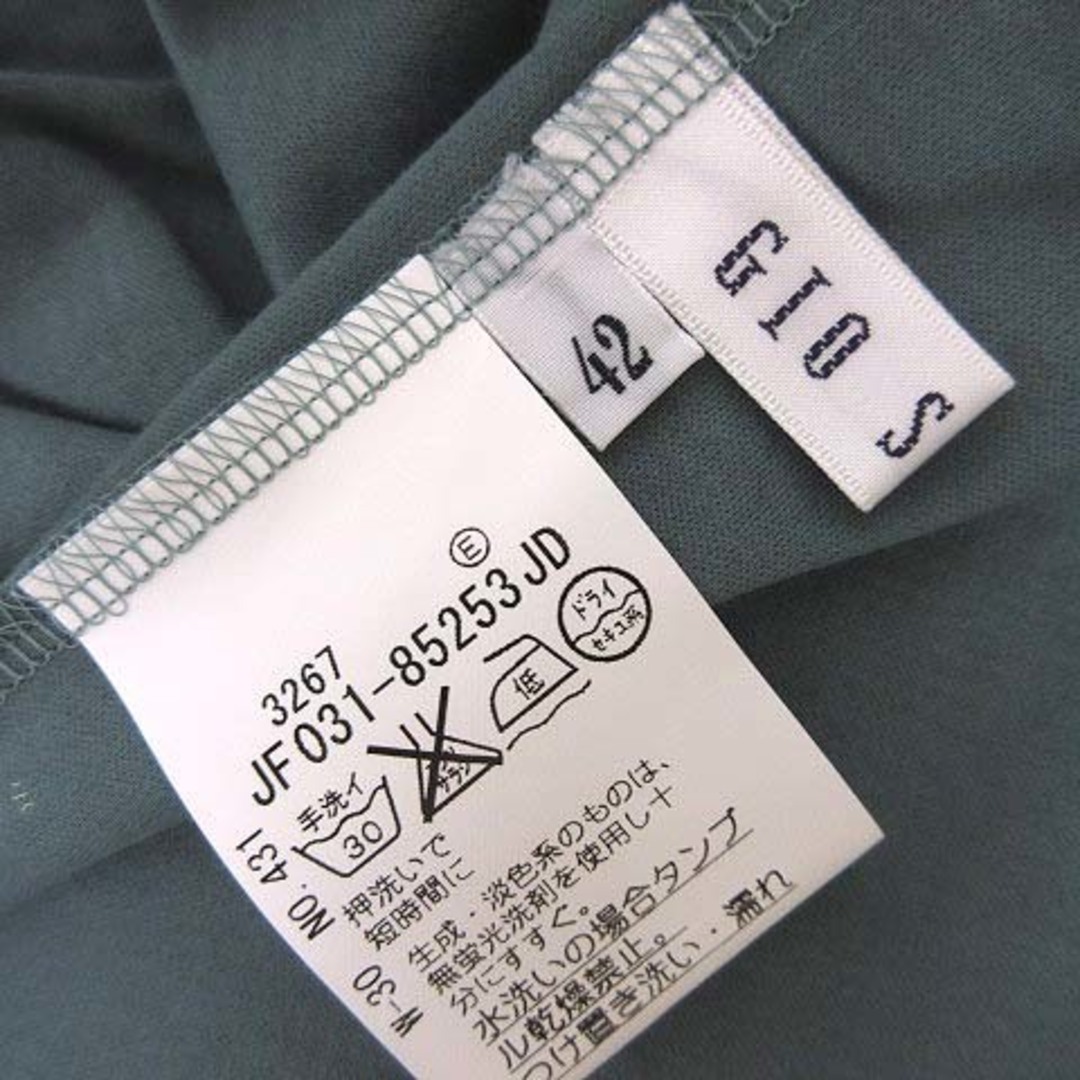 GIO S
42
Ⓔ
3267
JF031-85253JD
手洗イ
30
低
ドライ
セキユ系
NO. 431
W-30
押洗いで
短時間に
生成・淡色系のものは、
無蛍光洗剤を使用し十
分にすすぐ。
水洗いの場合タンブ
ル乾燥禁止。
つけ置き洗い・濡れ